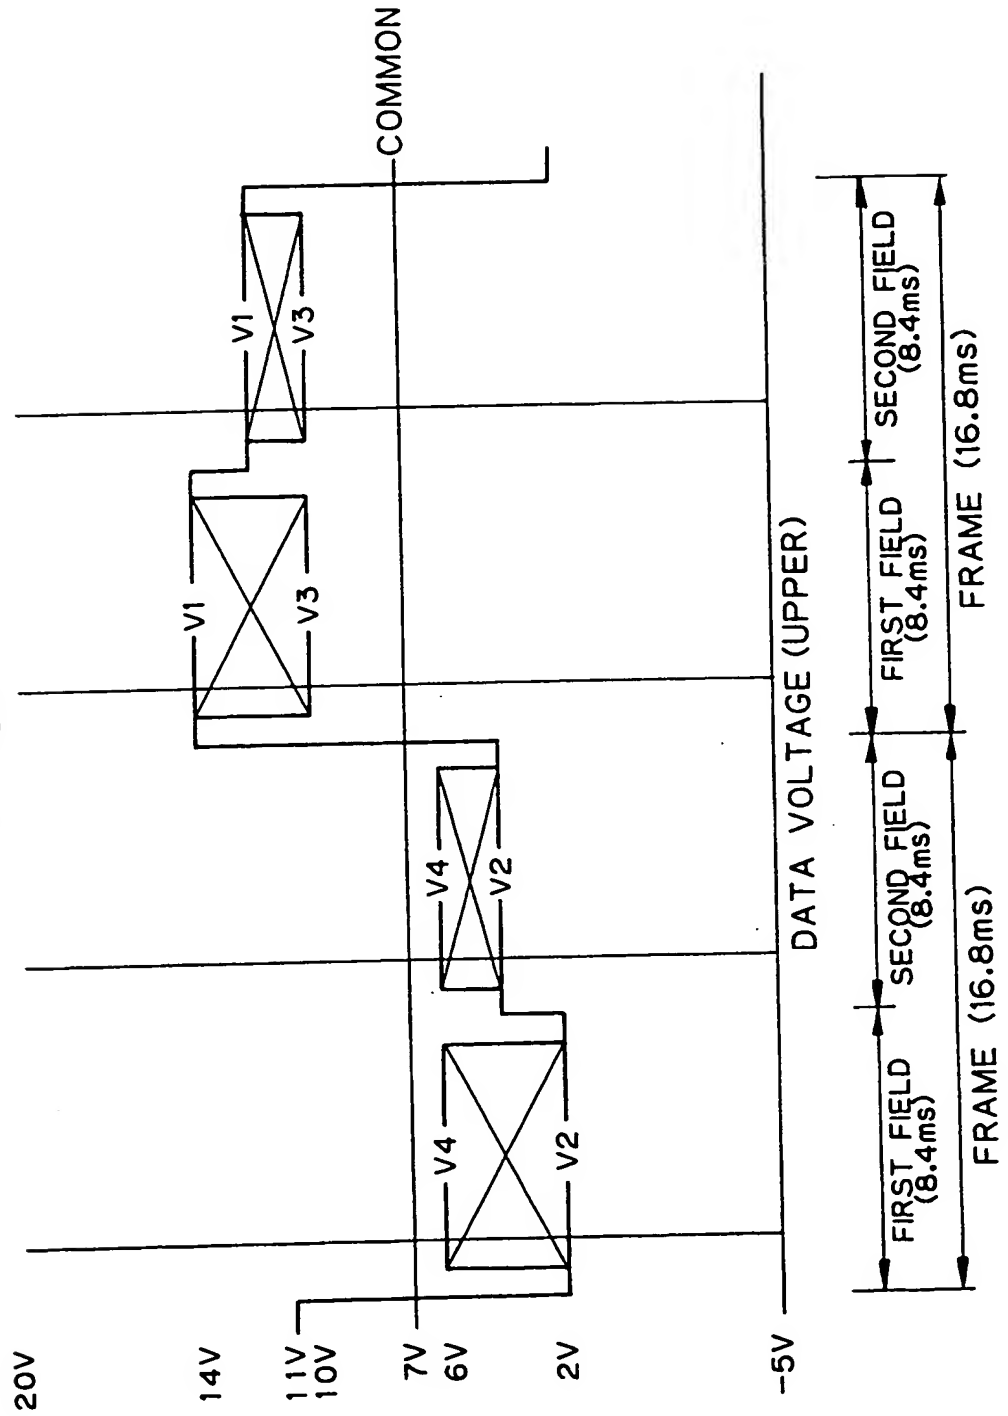 20V
14V
11V
10V
7V
6V
2V
-5V
V4
V2
V4
V2
V1
V3
V1
V3
COMMON
DATA VOLTAGE (UPPER)
FIRST FIELD
(8.4ms)
SECOND FIELD
(8.4ms)
FIRST FIELD
(8.4ms)
SECOND FIELD
(8.4ms)
FRAME (16.8ms)
FRAME (16.8ms)